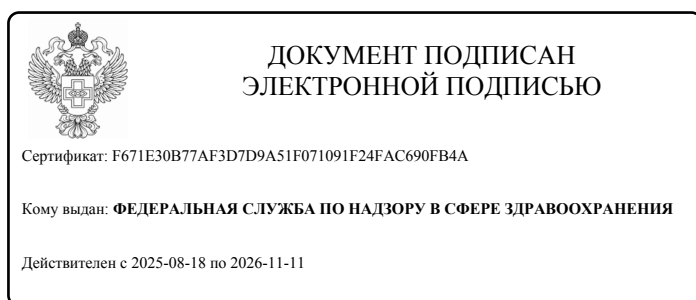 ДОКУМЕНТ ПОДПИСАН
ЭЛЕКТРОННОЙ ПОДПИСЬЮ
Сертификат: F671E30B77AF3D7D9A51F071091F24FAC690FB4A
Кому выдан: ФЕДЕРАЛЬНАЯ СЛУЖБА ПО НАДЗОРУ В СФЕРЕ ЗДРАВООХРАНЕНИЯ
Действителен с 2025-08-18 по 2026-11-11